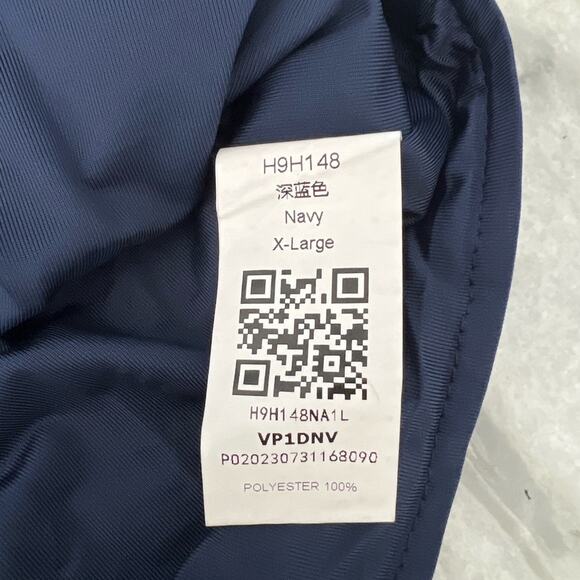 H9H148
深蓝色
Navy
X-Large
H9H148NA1L
VP1DNV
P020230731168090
POLYESTER 100%